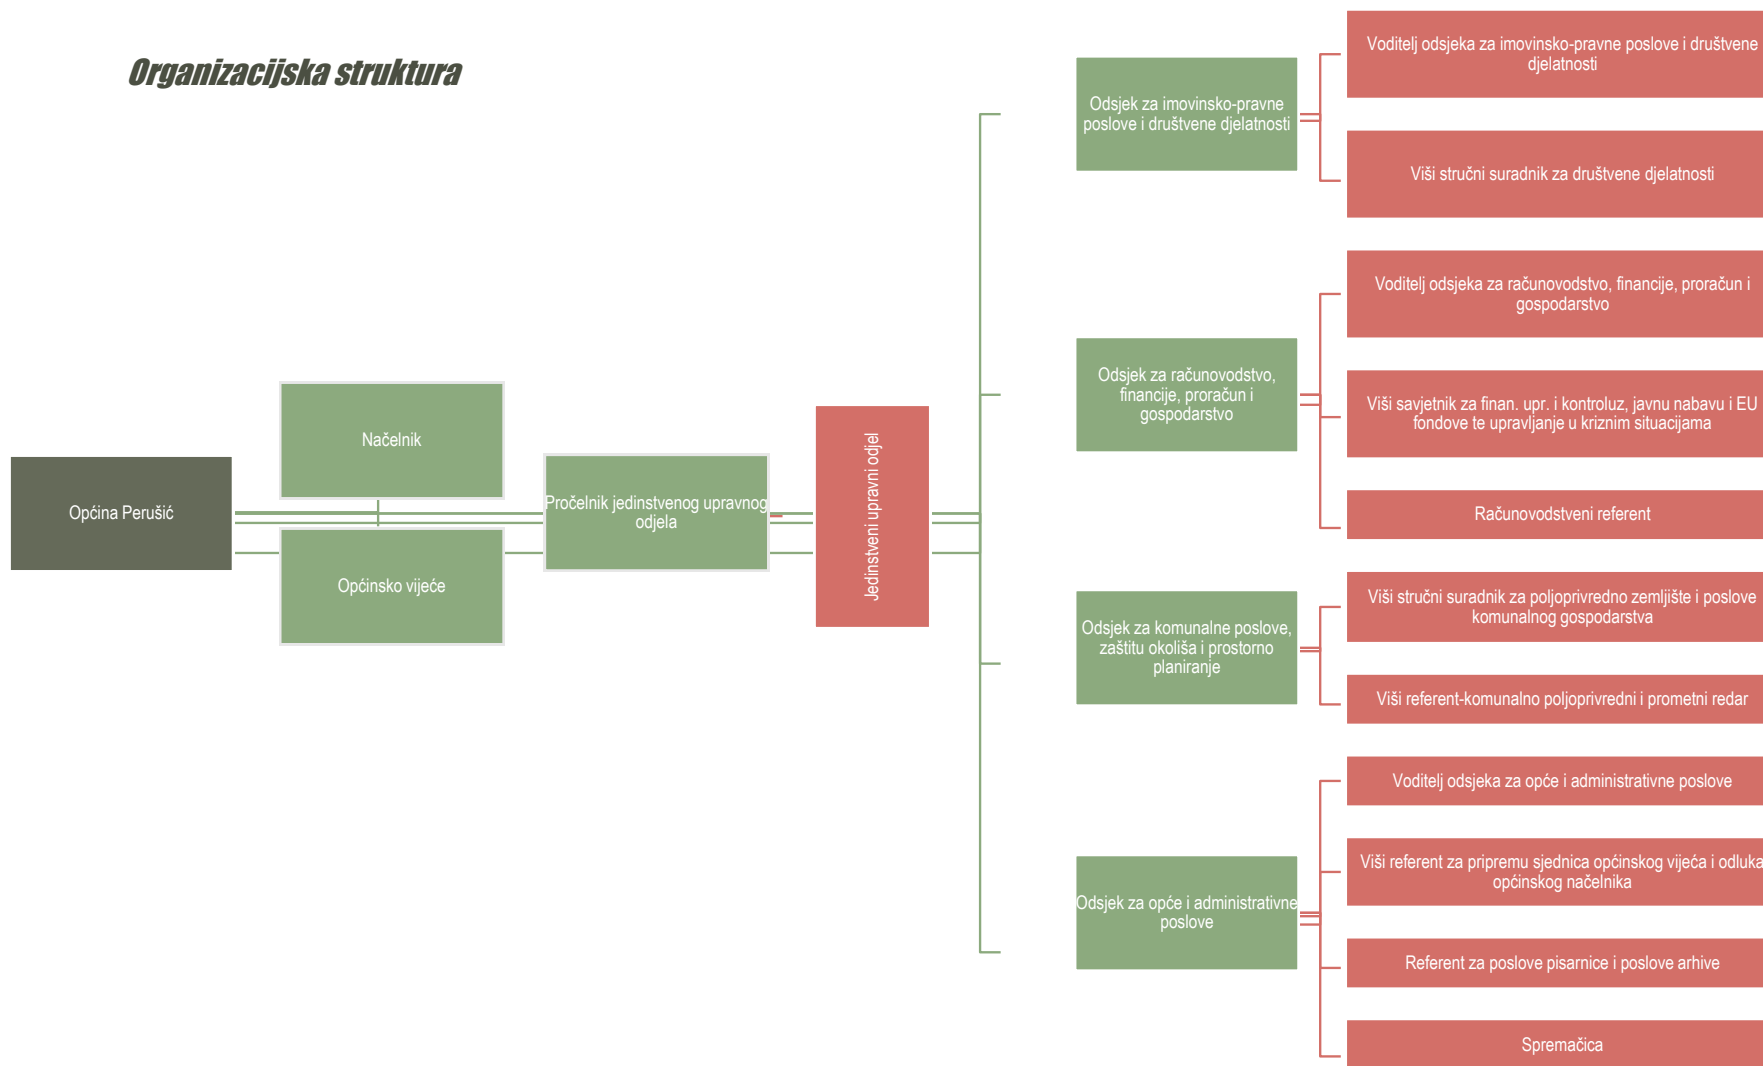 Organizacijska struktura
Općina Perušić
Načelnik
Općinsko vijeće
Pročelnik jedinstvenog upravnog
odjela
Jedinstveni upravni odjel
Odsjek za imovinsko-pravne
poslove i društvene djelatnosti
Voditelj odsjeka za imovinsko-pravne poslove i društvene
djelatnosti
Viši stručni suradnik za društvene djelatnosti
Odsjek za računovodstvo,
financije, proračun i
gospodarstvo
Voditelj odsjeka za računovodstvo, financije, proračun i
gospodarstvo
Viši savjetnik za finan. upr. i kontroluz, javnu nabavu i EU
fondove te upravljanje u kriznim situacijama
Računovodstveni referent
Odsjek za komunalne poslove,
zaštitu okoliša i prostorno
planiranje
Viši stručni suradnik za poljoprivredno zemljište i poslove
komunalnog gospodarstva
Viši referent-komunalno poljoprivredni i prometni redar
Odsjek za opće i administrativne
poslove
Voditelj odsjeka za opće i administrativne poslove
Viši referent za pripremu sjednica općinskog vijeća i odluka
općinskog načelnika
Referent za poslove pisarnice i poslove arhive
Spremačica